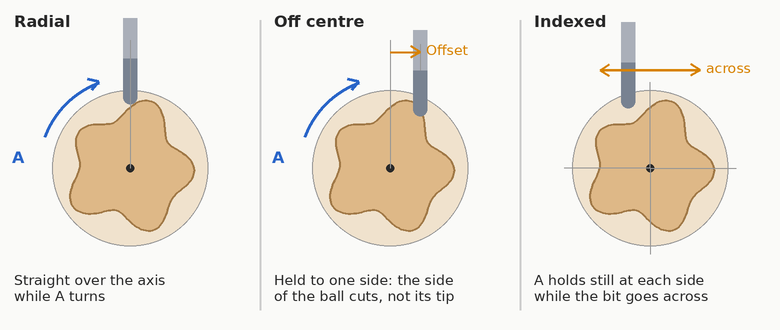 Radial
A
Straight over the axis
while A turns
Off centre
Offset
A
Held to one side: the side
of the ball cuts, not its tip
Indexed
across
A holds still at each side
while the bit goes across